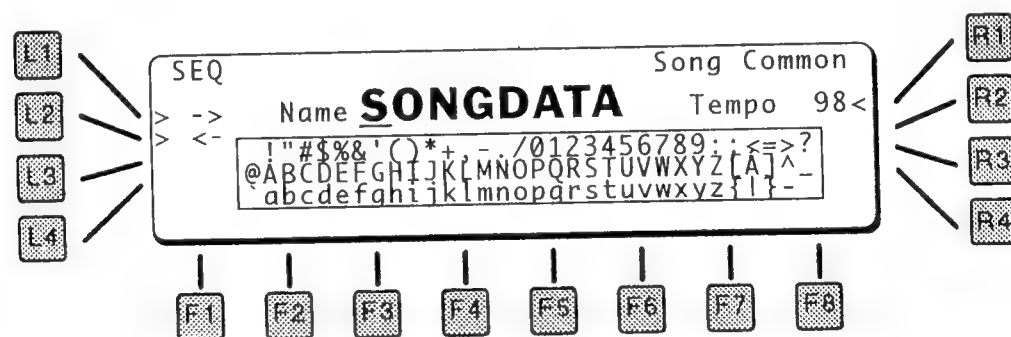 SEQ Song Common
> -> Name SONGDATA Tempo 98<
> <-
!"#$%&'()*+,-./0123456789:;<=>?
@ABCDEFGHIJKLMNOPQRSTUVWXYZ[A]^_
abcdefghijklmnopqrstuvwxyz{|}-
L1
L2
L3
L4
R1
R2
R3
R4
F1 F2 F3 F4 F5 F6 F7 F8